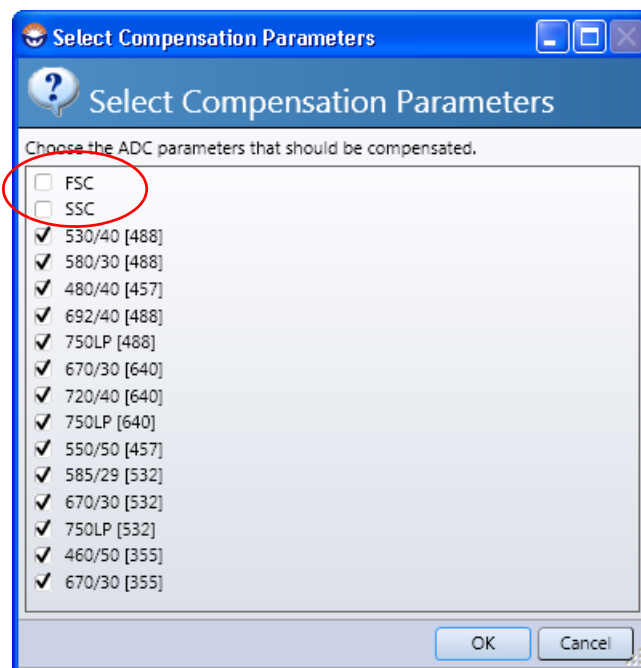 Select Compensation Parameters
Select Compensation Parameters
Choose the ADC parameters that should be compensated.
FSC
SSC
530/40 [488]
580/30 [488]
480/40 [457]
692/40 [488]
750LP [488]
670/30 [640]
720/40 [640]
750LP [640]
550/50 [457]
585/29 [532]
670/30 [532]
750LP [532]
460/50 [355]
670/30 [355]
OK Cancel